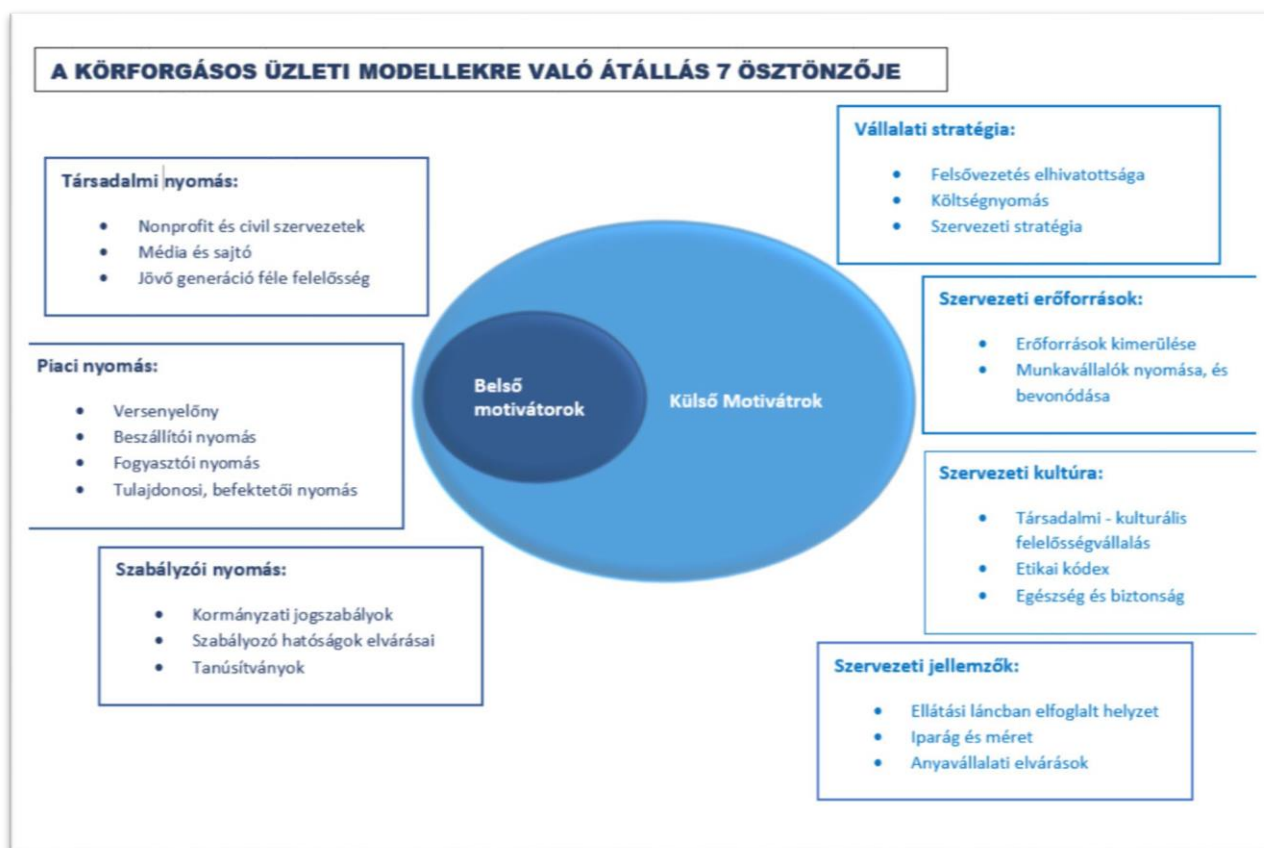 A KÖRFORGÁSOS ÜZLETI MODELLEKRE VALÓ ÁTÁLLÁS 7 ÖSZTÖNZŐJE
Társadalmi nyomás:
• Nonprofit és civil szervezetek
• Média és sajtó
• Jövő generáció féle felelősség
Piaci nyomás:
• Versenyelőny
• Beszállítói nyomás
• Fogyasztói nyomás
• Tulajdonosi, befektetői nyomás
Szabályzói nyomás:
• Kormányzati jogszabályok
• Szabályozó hatóságok elvárásai
• Tanúsítványok
Belső
motivátorok
Külső Motivátrok
Vállalati stratégia:
• Felsővezetés elhivatottsága
• Költségnyomás
• Szervezeti stratégia
Szervezeti erőforrások:
• Erőforrások kimerülése
• Munkavállalók nyomása, és
bevonódása
Szervezeti kultúra:
• Társadalmi - kulturális
felelősségvállalás
• Etikai kódex
• Egészség és biztonság
Szervezeti jellemzők:
• Ellátási láncban elfoglalt helyzet
• Iparág és méret
• Anyavállalati elvárások